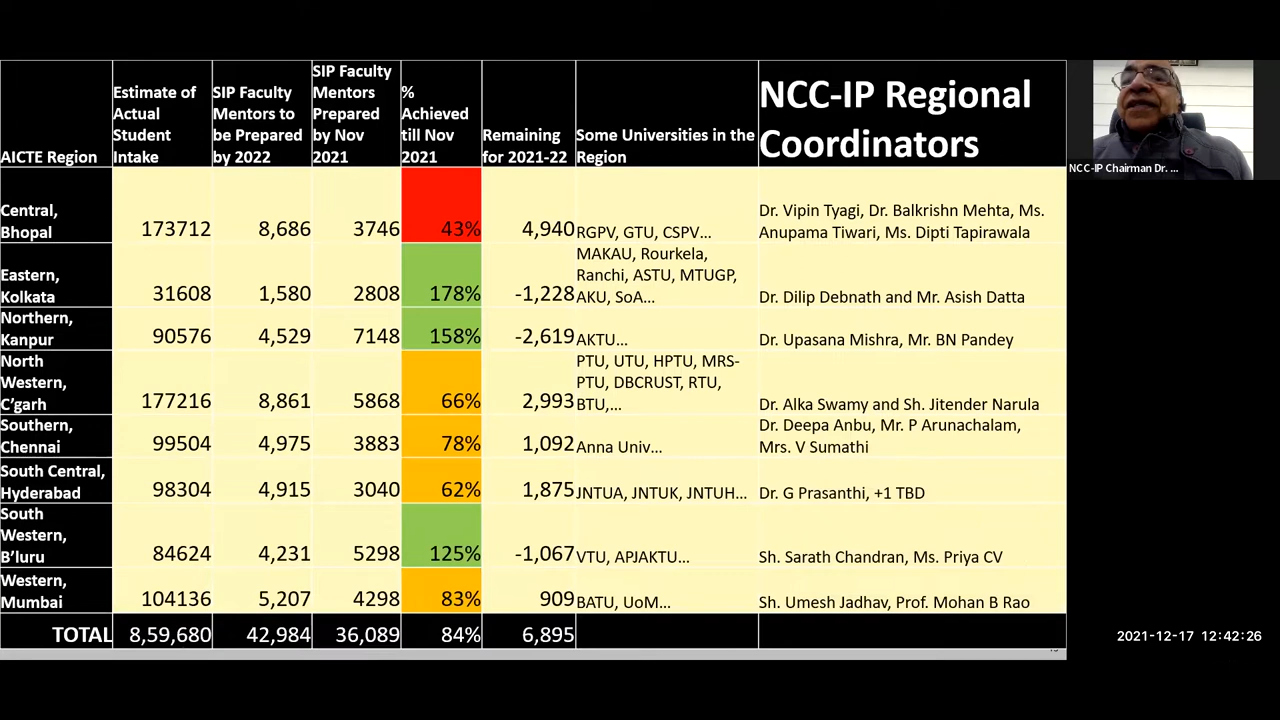 AICTE Region
Estimate of
Actual
Student
Intake
SIP Faculty
Mentors to
be Prepared
by 2022
SIP Faculty
Mentors
Prepared
by Nov
2021
%
Achieved
till Nov
2021
Remaining
for 2021-22
Some Universities in the
Region
NCC-IP Regional
Coordinators
Central,
Bhopal
173712
8,686
3746
43%
4,940
RGPV, GTU, CSPV...
Dr. Vipin Tyagi, Dr. Balkrishn Mehta, Ms.
Anupama Tiwari, Ms. Dipti Tapirawala
Eastern,
Kolkata
31608
1,580
2808
178%
-1,228
MAKAU, Rourkela,
Ranchi, ASTU, MTUGP,
AKU, SoA...
Dr. Dilip Debnath and Mr. Asish Datta
Northern,
Kanpur
90576
4,529
7148
158%
-2,619
AKTU...
Dr. Upasana Mishra, Mr. BN Pandey
North
Western,
C'garh
177216
8,861
5868
66%
2,993
PTU, UTU, HPTU, MRS-
PTU, DBCRUST, RTU,
BTU,...
Dr. Alka Swamy and Sh. Jitender Narula
Southern,
Chennai
99504
4,975
3883
78%
1,092
Anna Univ...
Dr. Deepa Anbu, Mr. P Arunachalam,
Mrs. V Sumathi
South Central,
Hyderabad
98304
4,915
3040
62%
1,875
JNTUA, JNTUK, JNTUH...
Dr. G Prasanthi, +1 TBD
South
Western,
B'luru
84624
4,231
5298
125%
-1,067
VTU, APJAKTU...
Sh. Sarath Chandran, Ms. Priya CV
Western,
Mumbai
104136
5,207
4298
83%
909
BATU, UoM...
Sh. Umesh Jadhav, Prof. Mohan B Rao
TOTAL
8,59,680
42,984
36,089
84%
6,895
NCC-IP Chairman Dr. ...
2021-12-17 12:42:26